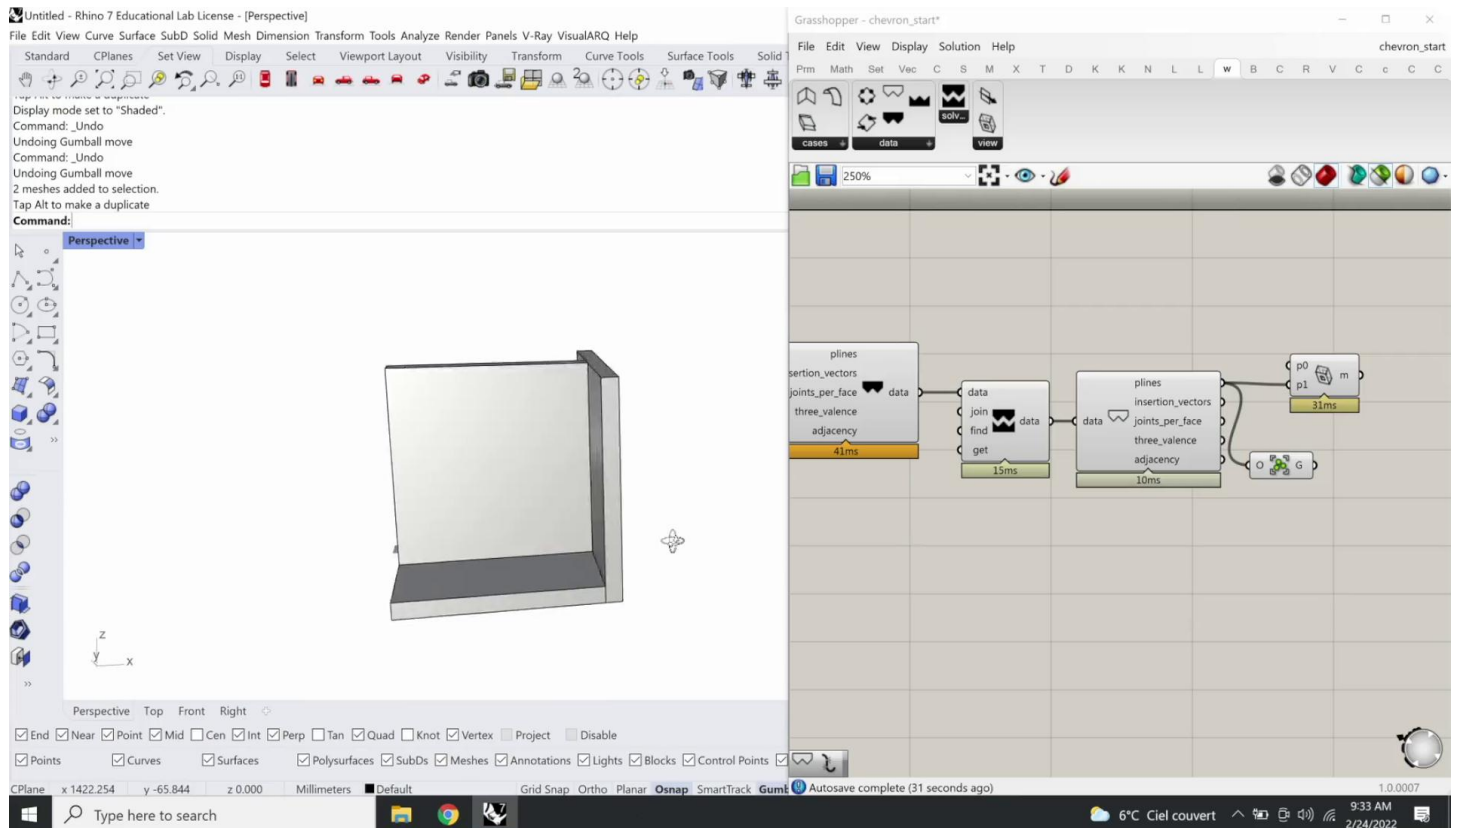 Untitled - Rhino 7 Educational Lab License - [Perspective]
File Edit View Curve Surface SubD Solid Mesh Dimension Transform Tools Analyze Render Panels V-Ray VisualARQ Help
Standard CPlanes Set View Display Select Viewport Layout Visibility Transform Curve Tools Surface Tools Solid
Display mode set to "Shaded".
Command: _Undo
Undoing Gumball move
Command: _Undo
Undoing Gumball move
2 meshes added to selection.
Tap Alt to make a duplicate
Command:
Perspective
z
y x
Perspective Top Front Right
End Near Point Mid Cen Int Perp Tan Quad Knot Vertex Project Disable
Points Curves Surfaces Polysurfaces SubDs Meshes Annotations Lights Blocks Control Points
CPlane x 1422.254 y -65.844 z 0.000 Millimeters Default Grid Snap Ortho Planar Osnap SmartTrack Gumb
Grasshopper - chevron_start*
File Edit View Display Solution Help chevron_start
Prm Math Set Vec C S M X T D K K N L L w B C R V C c C C
solv...
cases data view
250%
plines
sertion_vectors
joints_per_face data
three_valence
adjacency
41ms
data
join
find data
get
15ms
plines
insertion_vectors
data joints_per_face
three_valence
adjacency
10ms
p0
p1 m
31ms
O G
Autosave complete (31 seconds ago) 1.0.0007
Type here to search
6°C Ciel couvert
9:33 AM
2/24/2022